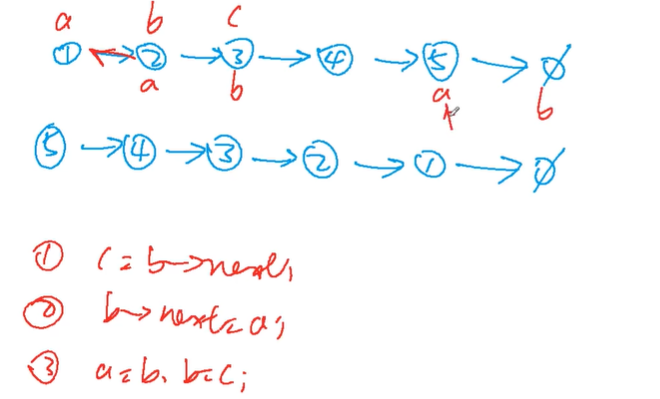 a b c
① → ② → ③ → ④ → ⑤ → ∅
a b a b
⑤ → ④ → ③ → ② → ① → ∅
① c = b->next;
② b->next = a;
③ a = b, b = c;